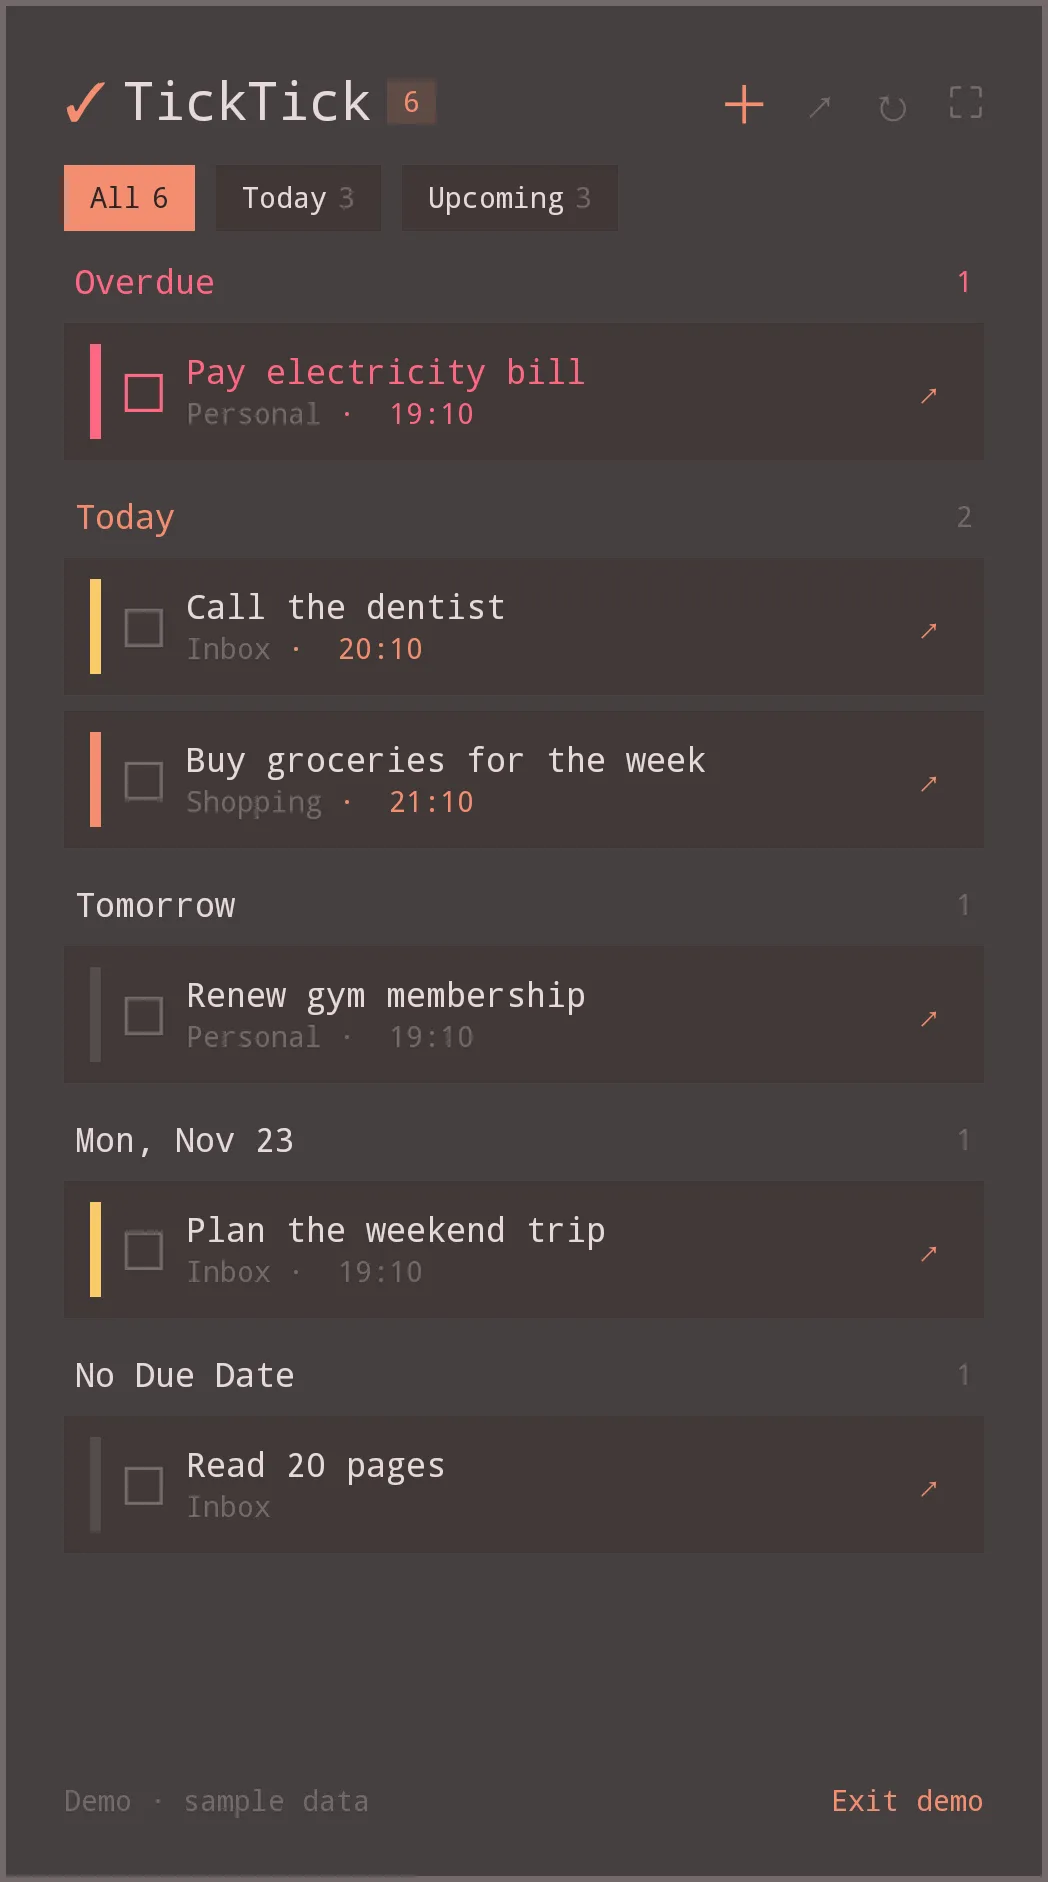 ✓ TickTick 6
All 6 Today 3 Upcoming 3
Overdue 1
Pay electricity bill
Personal · 19:10
Today 2
Call the dentist
Inbox · 20:10
Buy groceries for the week
Shopping · 21:10
Tomorrow 1
Renew gym membership
Personal · 19:10
Mon, Nov 23 1
Plan the weekend trip
Inbox · 19:10
No Due Date 1
Read 20 pages
Inbox
Demo · sample data Exit demo